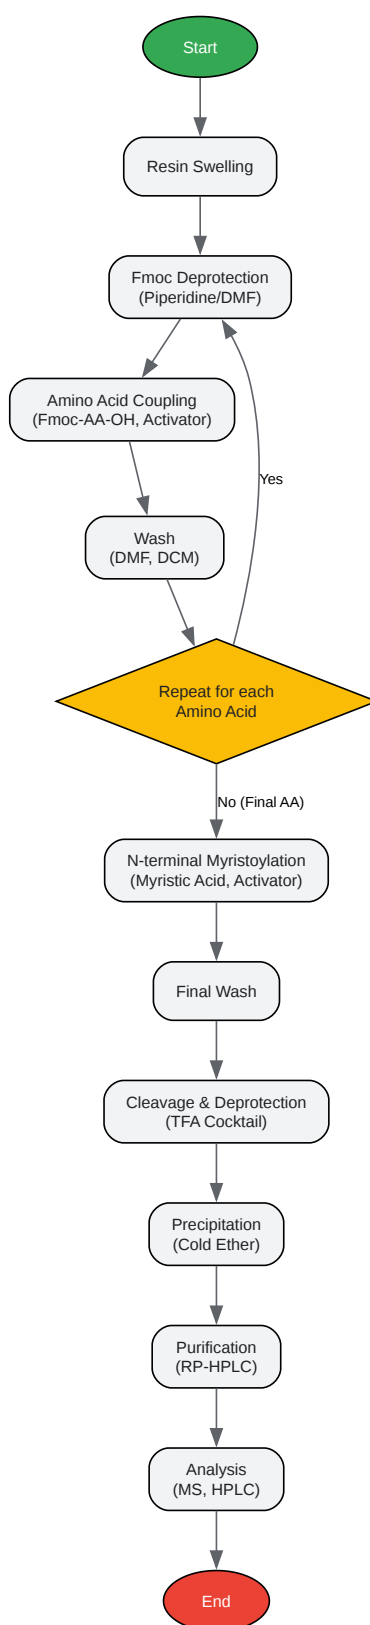 Start
Resin Swelling
Fmoc Deprotection
(Piperidine/DMF)
Amino Acid Coupling
(Fmoc-AA-OH, Activator)
Yes
Wash
(DMF, DCM)
Repeat for each
Amino Acid
No (Final AA)
N-terminal Myristoylation
(Myristic Acid, Activator)
Final Wash
Cleavage & Deprotection
(TFA Cocktail)
Precipitation
(Cold Ether)
Purification
(RP-HPLC)
Analysis
(MS, HPLC)
End